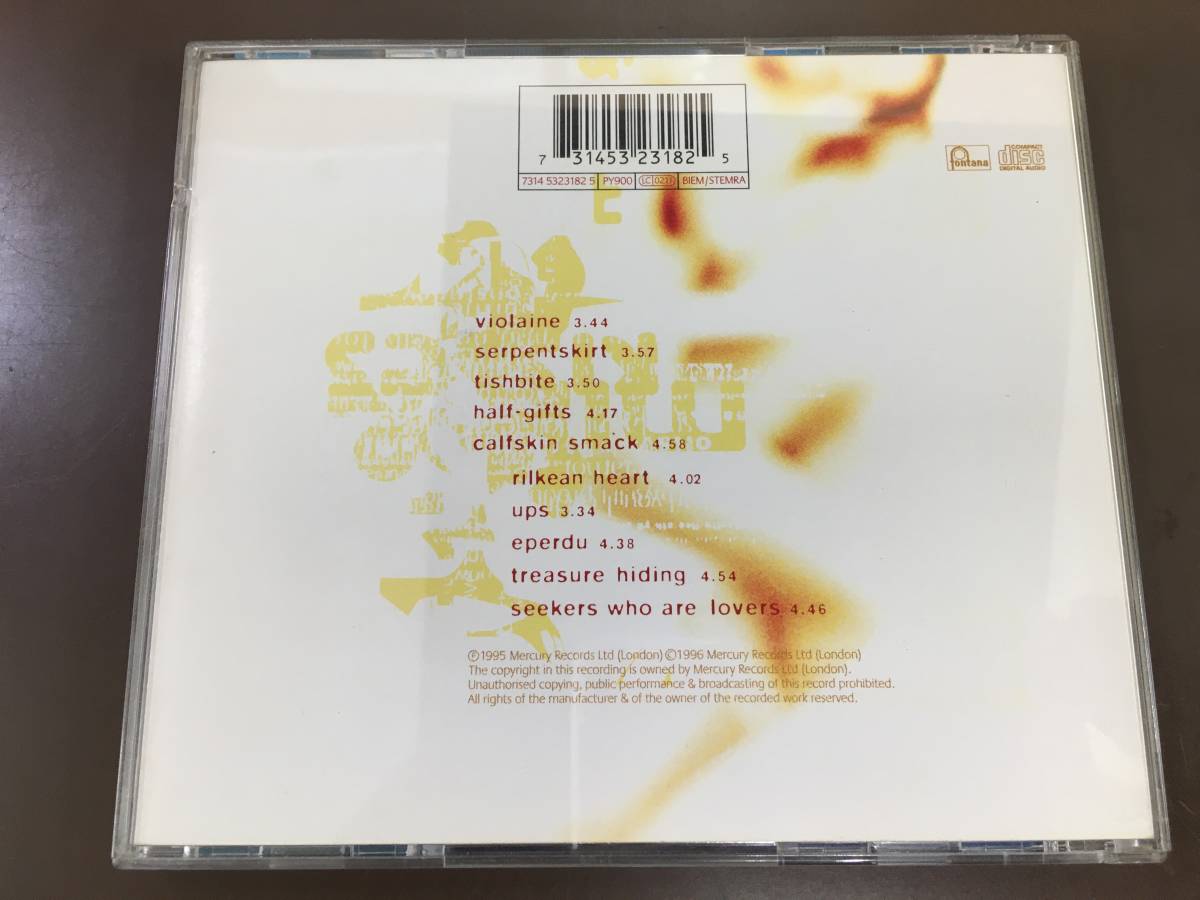 7 31453 23182 5
7314 5323182 5 PY900 LC 0211 BIEM/STEMRA
fontana
COMPACT
disc
DIGITAL AUDIO
violaine 3.44
serpentskirt 3.57
tishbite 3.50
half-gifts 4.17
calfskin smack 4.58
rilkean heart 4.02
ups 3.34
eperdu 4.38
treasure hiding 4.54
seekers who are lovers 4.46
Ⓟ1995 Mercury Records Ltd (London) ©1996 Mercury Records Ltd (London)
The copyright in this recording is owned by Mercury Records Ltd (London).
Unauthorised copying, public performance & broadcasting of this record prohibited.
All rights of the manufacturer & of the owner of the recorded work reserved.